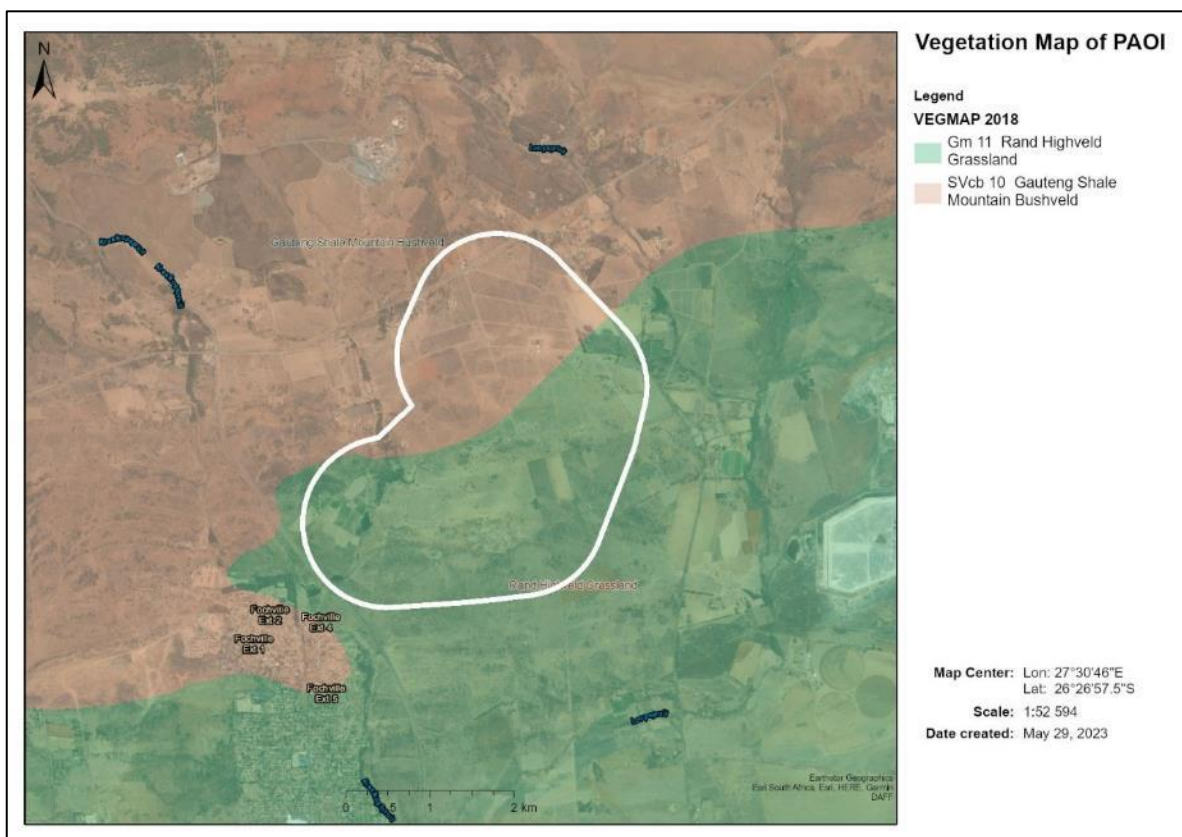 Vegetation Map of PAOI
N
Legend
VEGMAP 2018
Gm 11 Rand Highveld
Grassland
SVcb 10 Gauteng Shale
Mountain Bushveld
Gauteng Shale Mountain Bushveld
Rand Highveld Grassland
Fochville
Ext 2
Fochville
Ext 4
Fochville
Ext 1
Fochville
Ext 5
Map Center: Lon: 27°30'46"E
Lat: 26°26'57.5"S
Scale: 1:52 594
Date created: May 29, 2023
0 .5 1 2 km
Earthstar Geographics
Esri South Africa, Esri, HERE, Garmin
DAFF